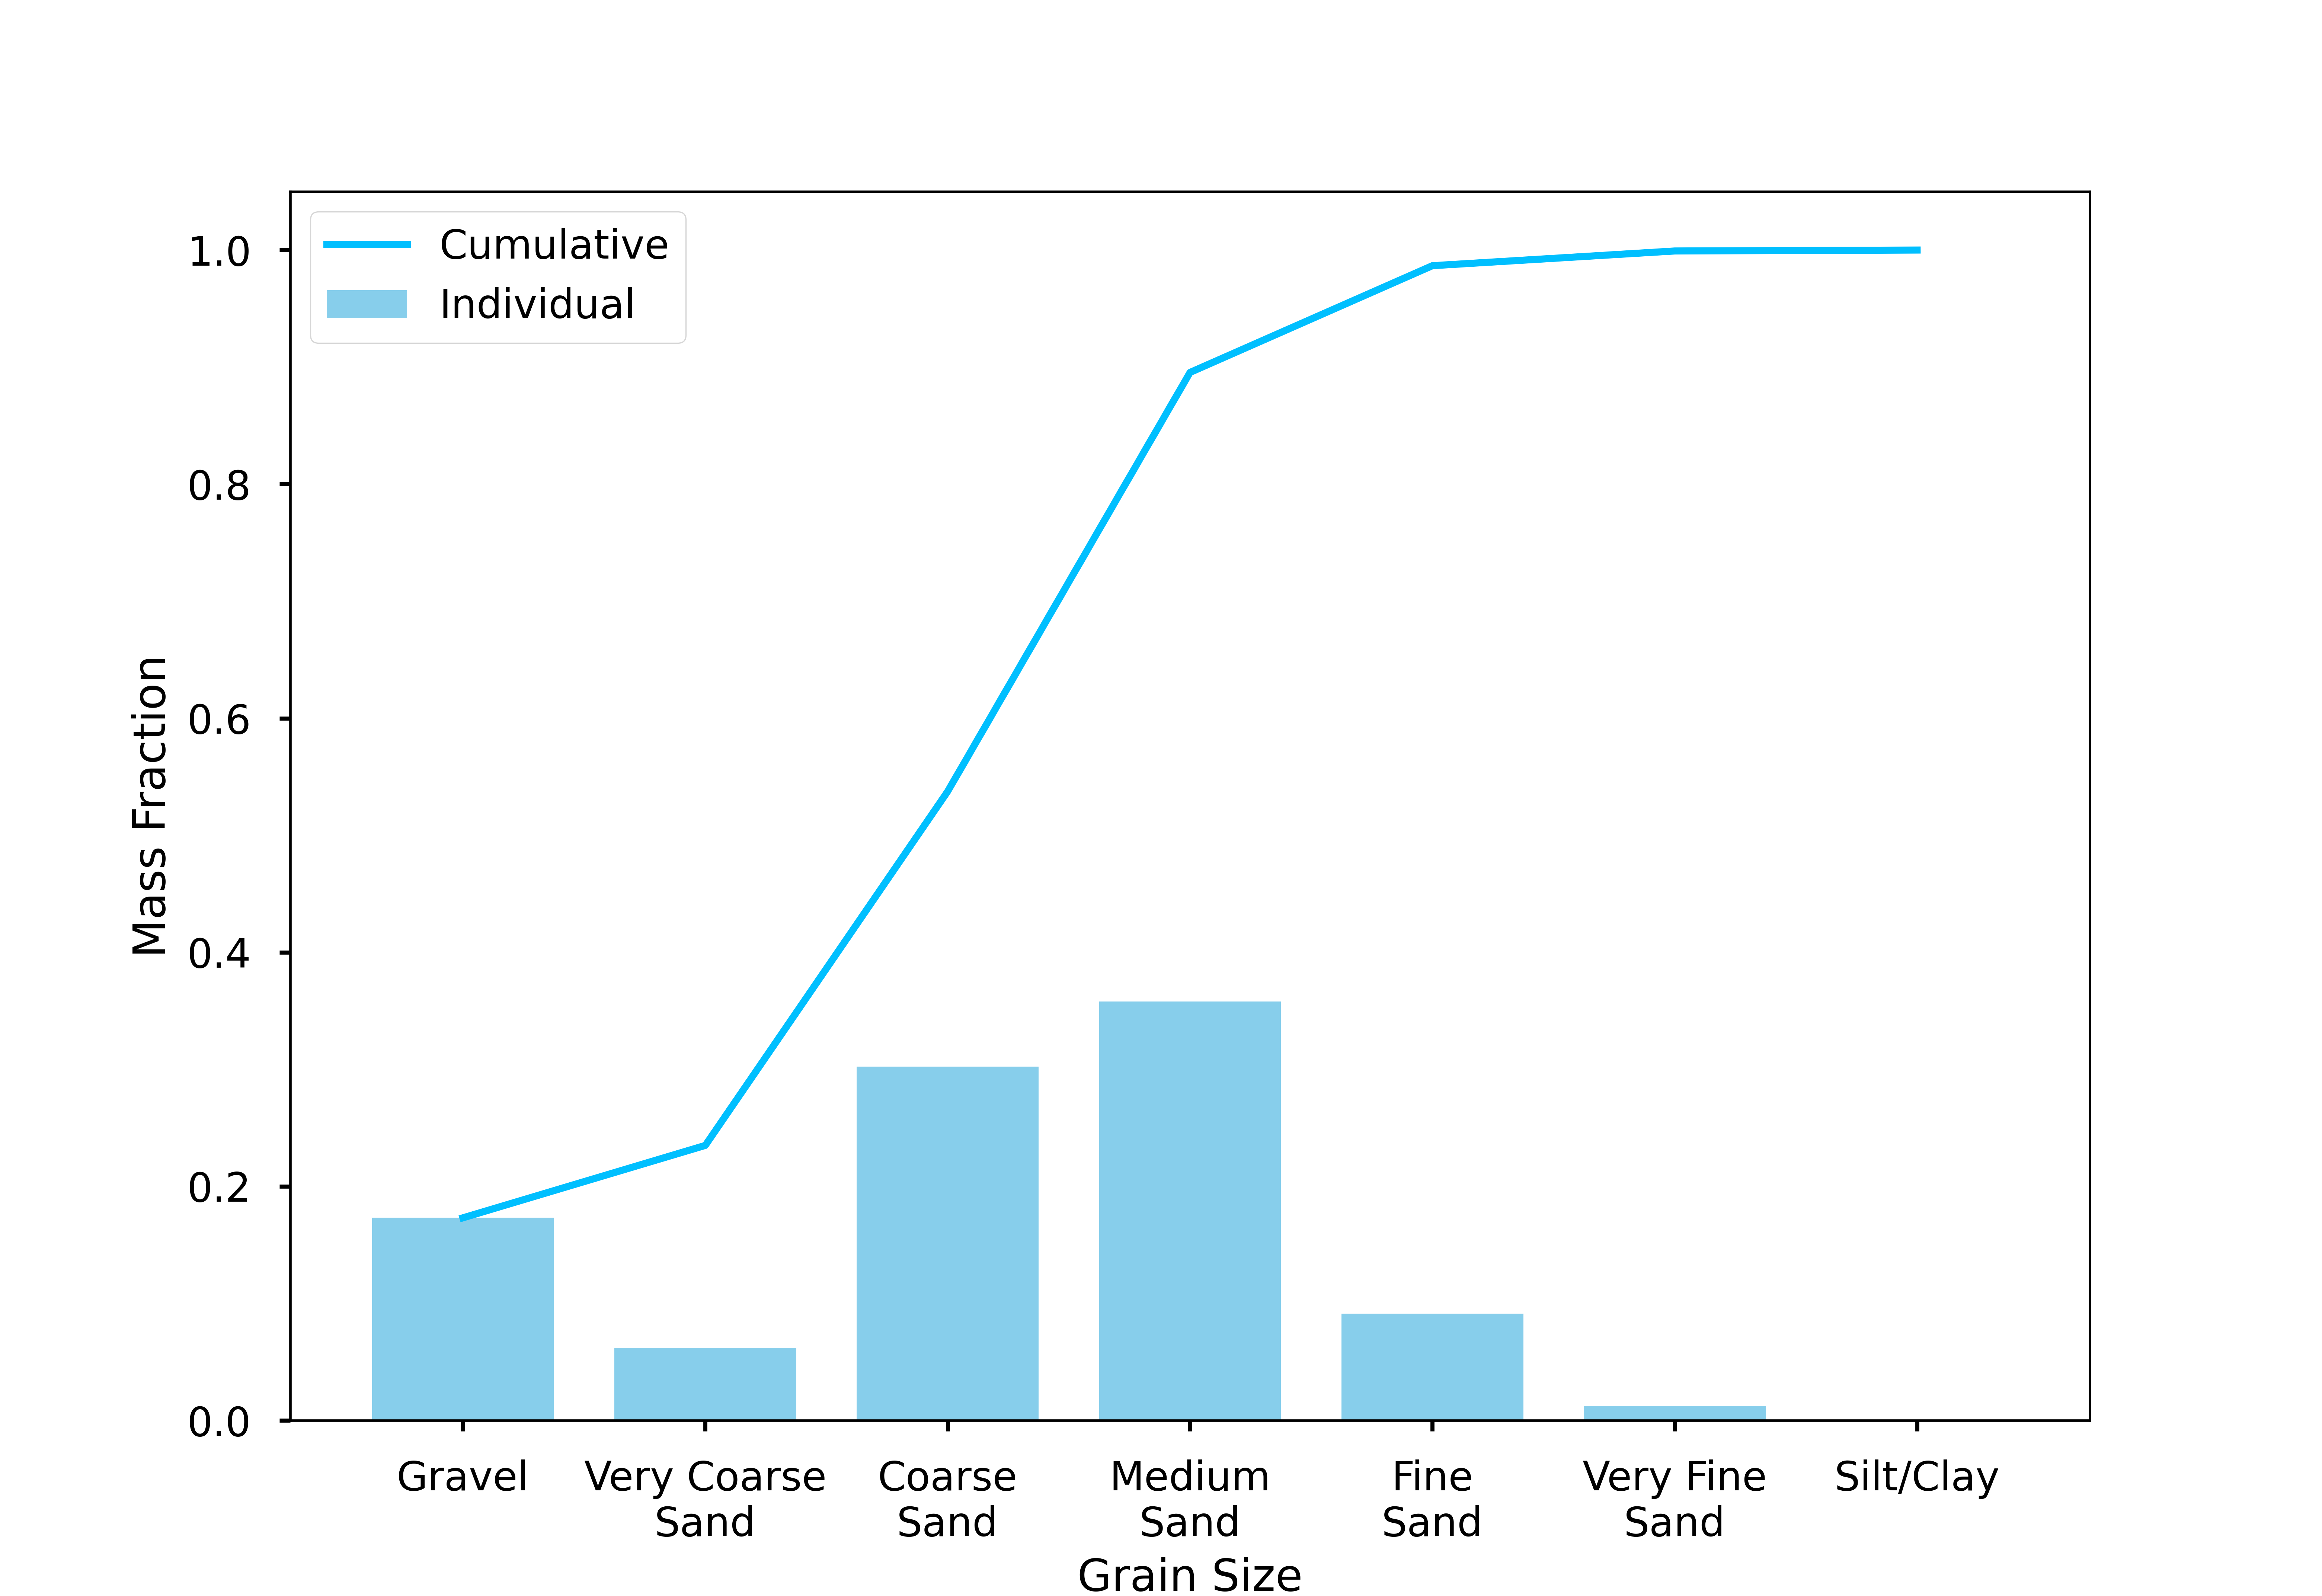 Cumulative
Individual
1.0
0.8
0.6
0.4
0.2
0.0
Mass Fraction
Gravel
Very Coarse
Sand
Coarse
Sand
Medium
Sand
Fine
Sand
Very Fine
Sand
Silt/Clay
Grain Size